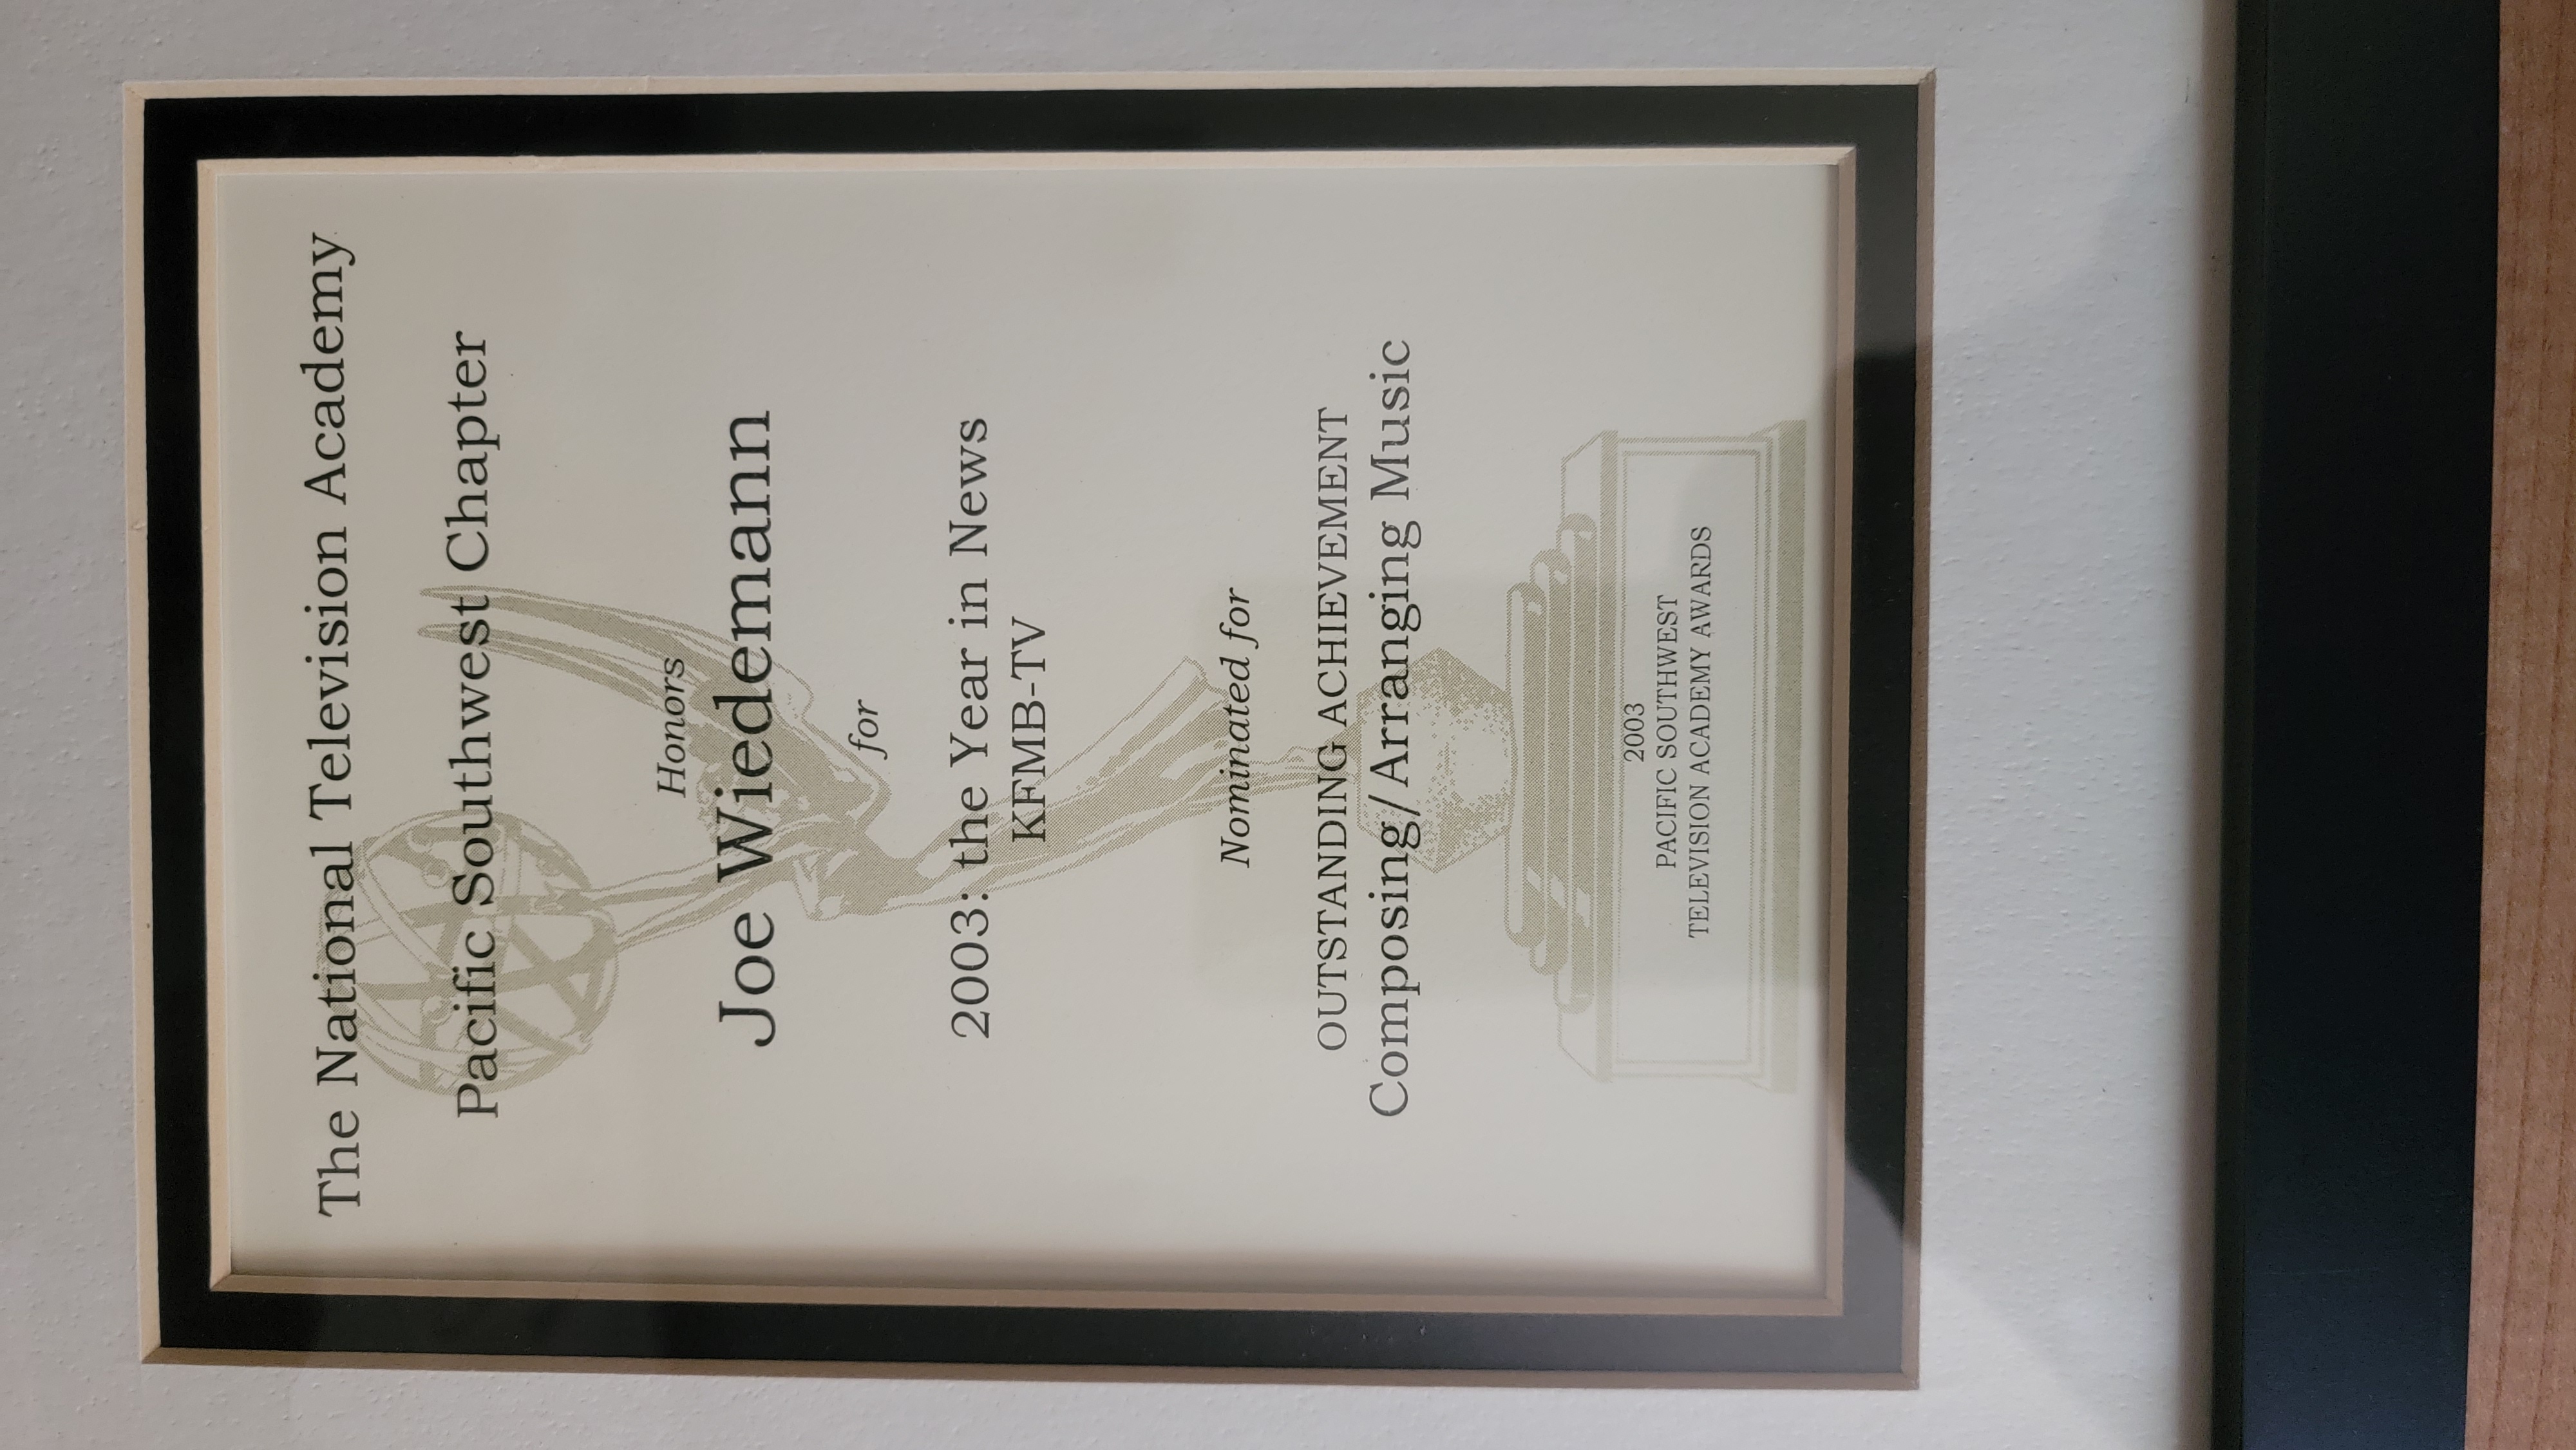 The National Television Academy
Pacific Southwest Chapter
Honors
Joe Wiedemann
for
2003: the Year in News
KFMB-TV
Nominated for
OUTSTANDING ACHIEVEMENT
Composing/Arranging Music
2003
PACIFIC SOUTHWEST
TELEVISION ACADEMY AWARDS